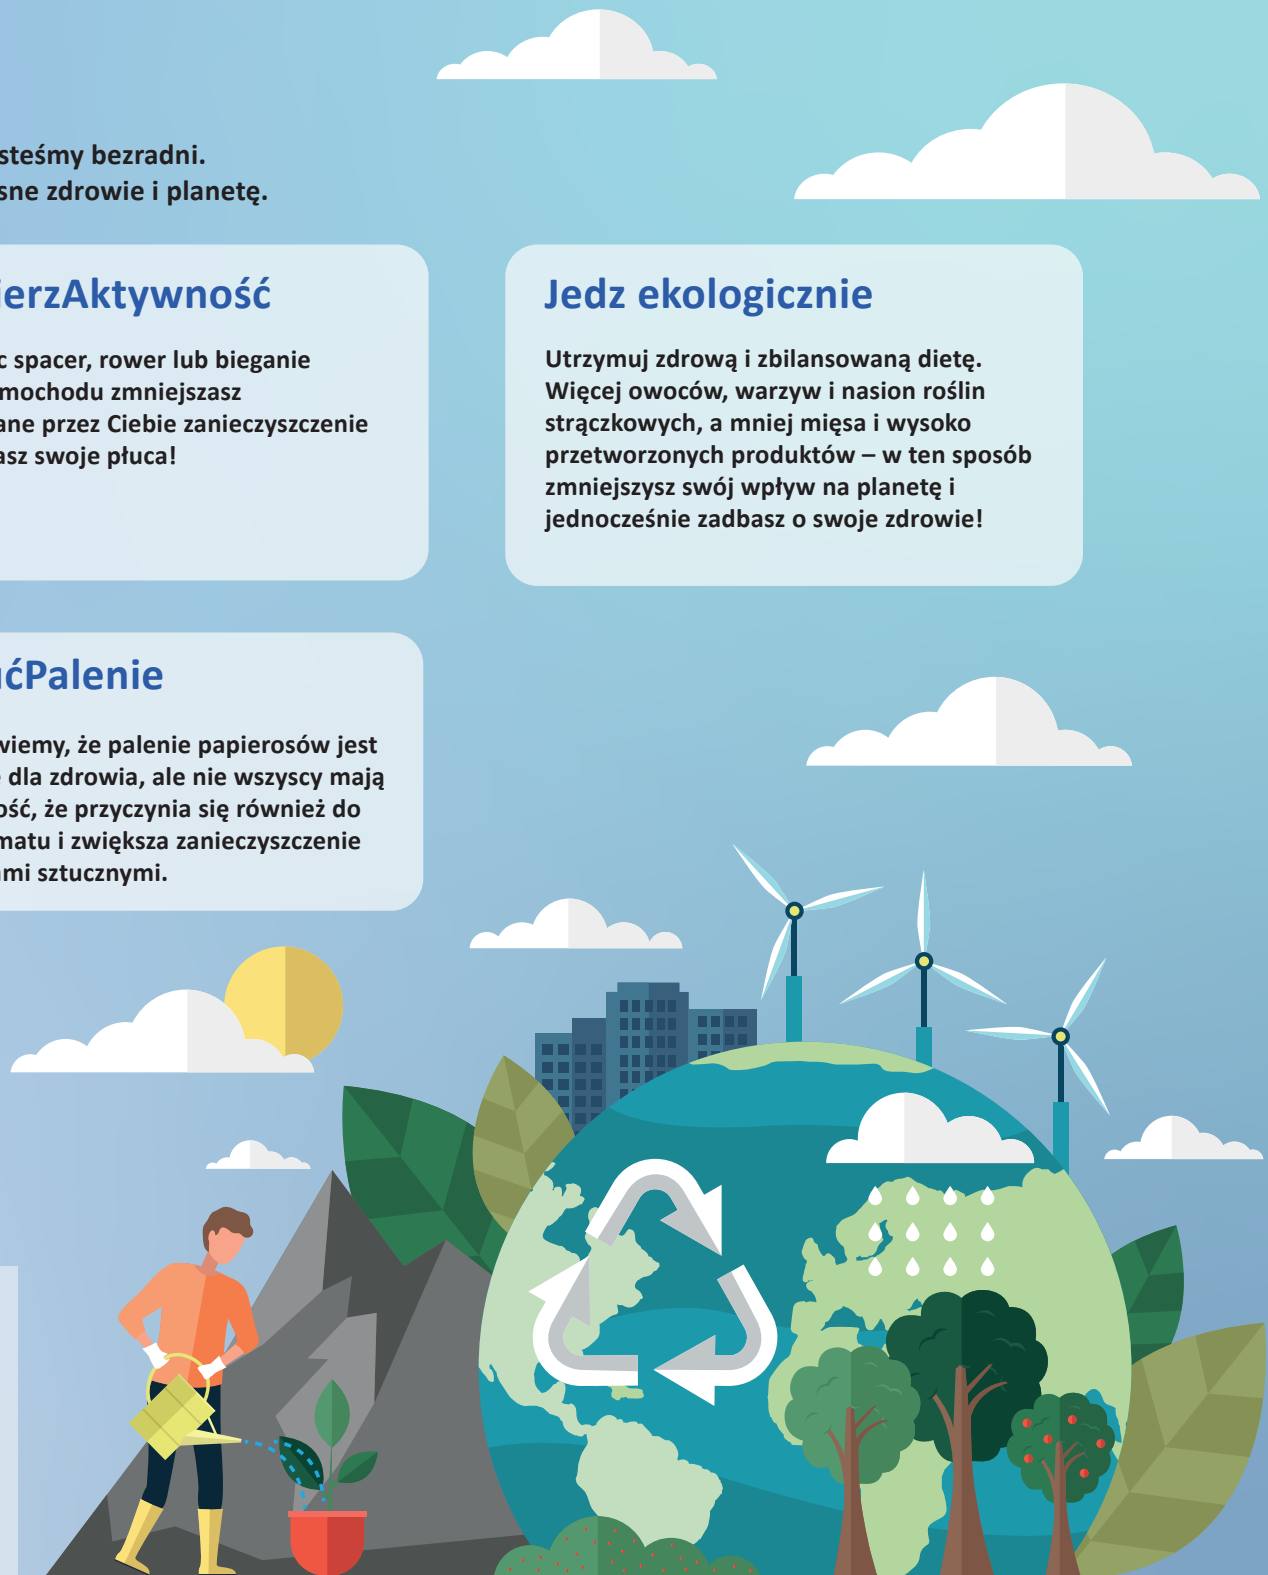 steśmy bezradni.
sne zdrowie i planetę.
ierzAktywność
c spacer, rower lub bieganie
mochodu zmniejszasz
ane przez Ciebie zanieczyszczenie
asz swoje płuca!
Jedz ekologicznie
Utrzymuj zdrową i zbilansowaną dietę.
Więcej owoców, warzyw i nasion roślin
strączkowych, a mniej mięsa i wysoko
przetworzonych produktów – w ten sposób
zmniejszysz swój wpływ na planetę i
jednocześnie zadbasz o swoje zdrowie!
ućPalenie
wiemy, że palenie papierosów jest
e dla zdrowia, ale nie wszyscy mają
ość, że przyczynia się również do
matu i zwiększa zanieczyszczenie
ami sztucznymi.